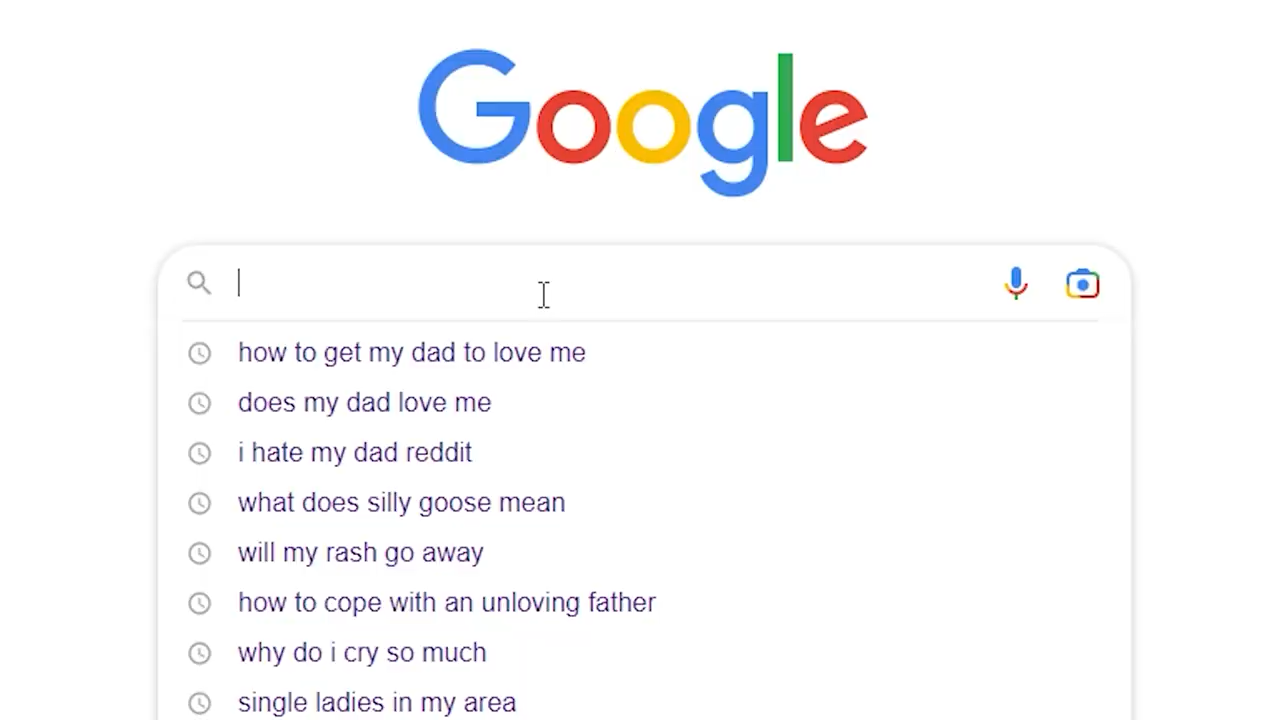 Google
how to get my dad to love me
does my dad love me
i hate my dad reddit
what does silly goose mean
will my rash go away
how to cope with an unloving father
why do i cry so much
single ladies in my area